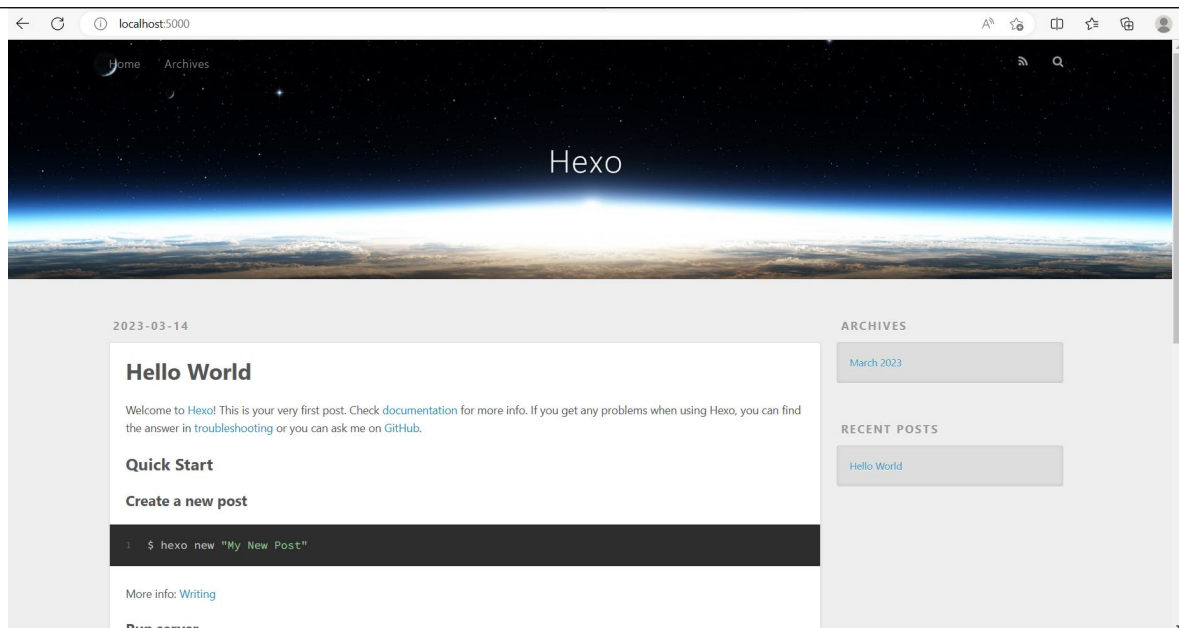 localhost:5000
Home Archives
Hexo
2023-03-14
Hello World
Welcome to Hexo! This is your very first post. Check documentation for more info. If you get any problems when using Hexo, you can find
the answer in troubleshooting or you can ask me on GitHub.
Quick Start
Create a new post
1 $ hexo new "My New Post"
More info: Writing
Run server
ARCHIVES
March 2023
RECENT POSTS
Hello World